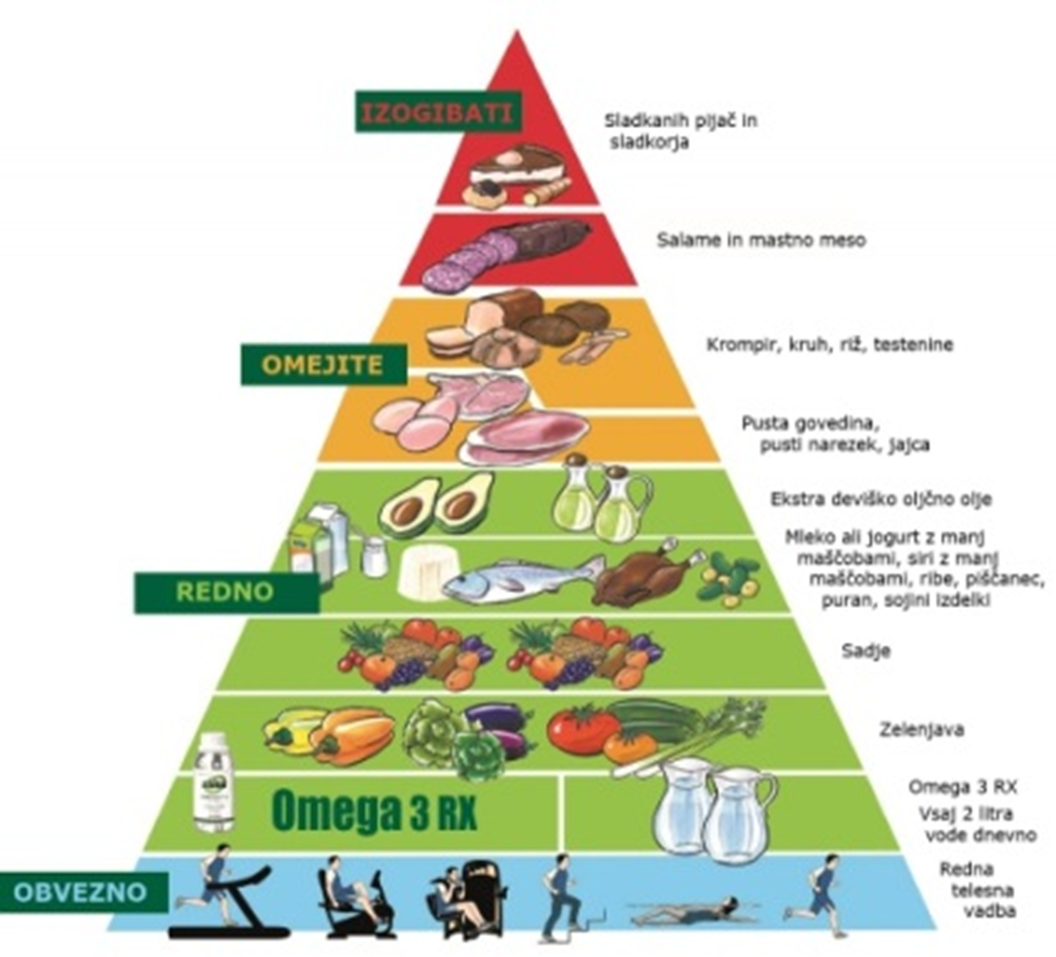 IZOGIBATI
Sladkanih pijač in
sladkorja
Salame in mastno meso
Krompir, kruh, riž, testenine
OMEJITE
Pusta govedina,
pusti narezek, jajca
Ekstra deviško oljčno olje
Mleko ali jogurt z manj
maščobami, siri z manj
maščobami, ribe, piščanec,
puran, sojini izdelki
REDNO
Sadje
Zelenjava
Omega 3 RX
Omega 3 RX
Vsaj 2 litra
vode dnevno
Redna
telesna
vadba
OBVEZNO